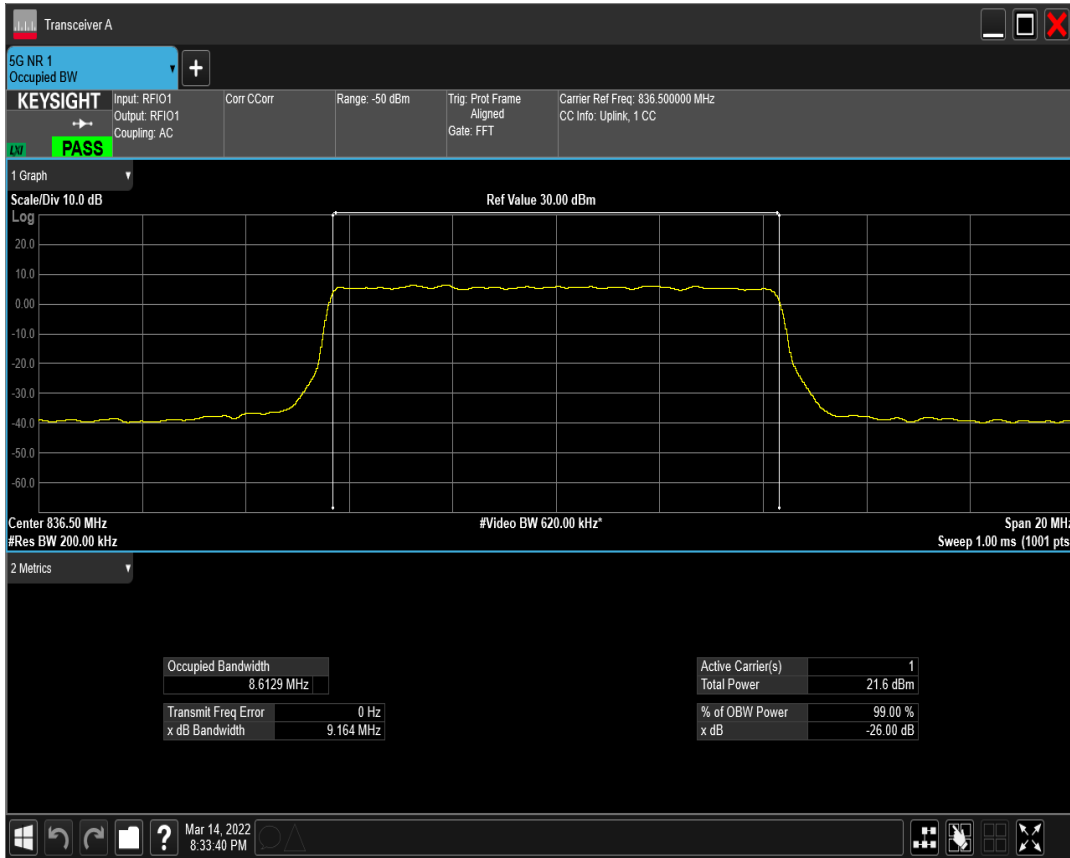 Transceiver A
5G NR 1
Occupied BW
+
KEYSIGHT
LXI
PASS
Input: RFIO1
Output: RFIO1
Coupling: AC
Corr CCorr
Range: -50 dBm
Trig: Prot Frame
Aligned
Gate: FFT
Carrier Ref Freq: 836.500000 MHz
CC Info: Uplink, 1 CC
1 Graph
Scale/Div 10.0 dB
Ref Value 30.00 dBm
Log
20.0
10.0
0.00
-10.0
-20.0
-30.0
-40.0
-50.0
-60.0
Center 836.50 MHz
#Video BW 620.00 kHz*
Span 20 MHz
#Res BW 200.00 kHz
Sweep 1.00 ms (1001 pts
2 Metrics
Occupied Bandwidth
8.6129 MHz
Transmit Freq Error 0 Hz
x dB Bandwidth 9.164 MHz
Active Carrier(s) 1
Total Power 21.6 dBm
% of OBW Power 99.00 %
x dB -26.00 dB
?
Mar 14, 2022
8:33:40 PM